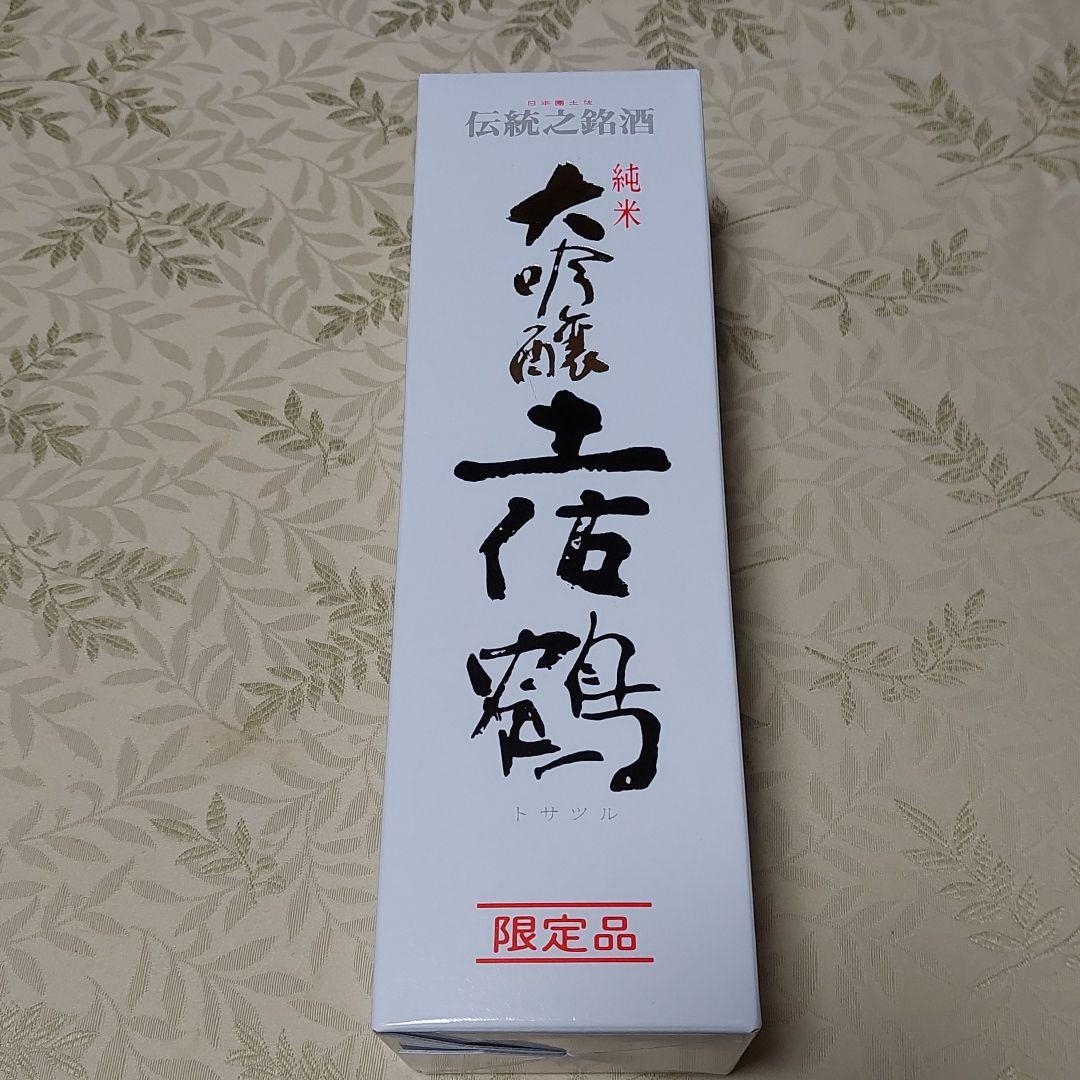 日本國土佐
伝統之銘酒
純米
大吟醸
土佐鶴
トサツル
限定品